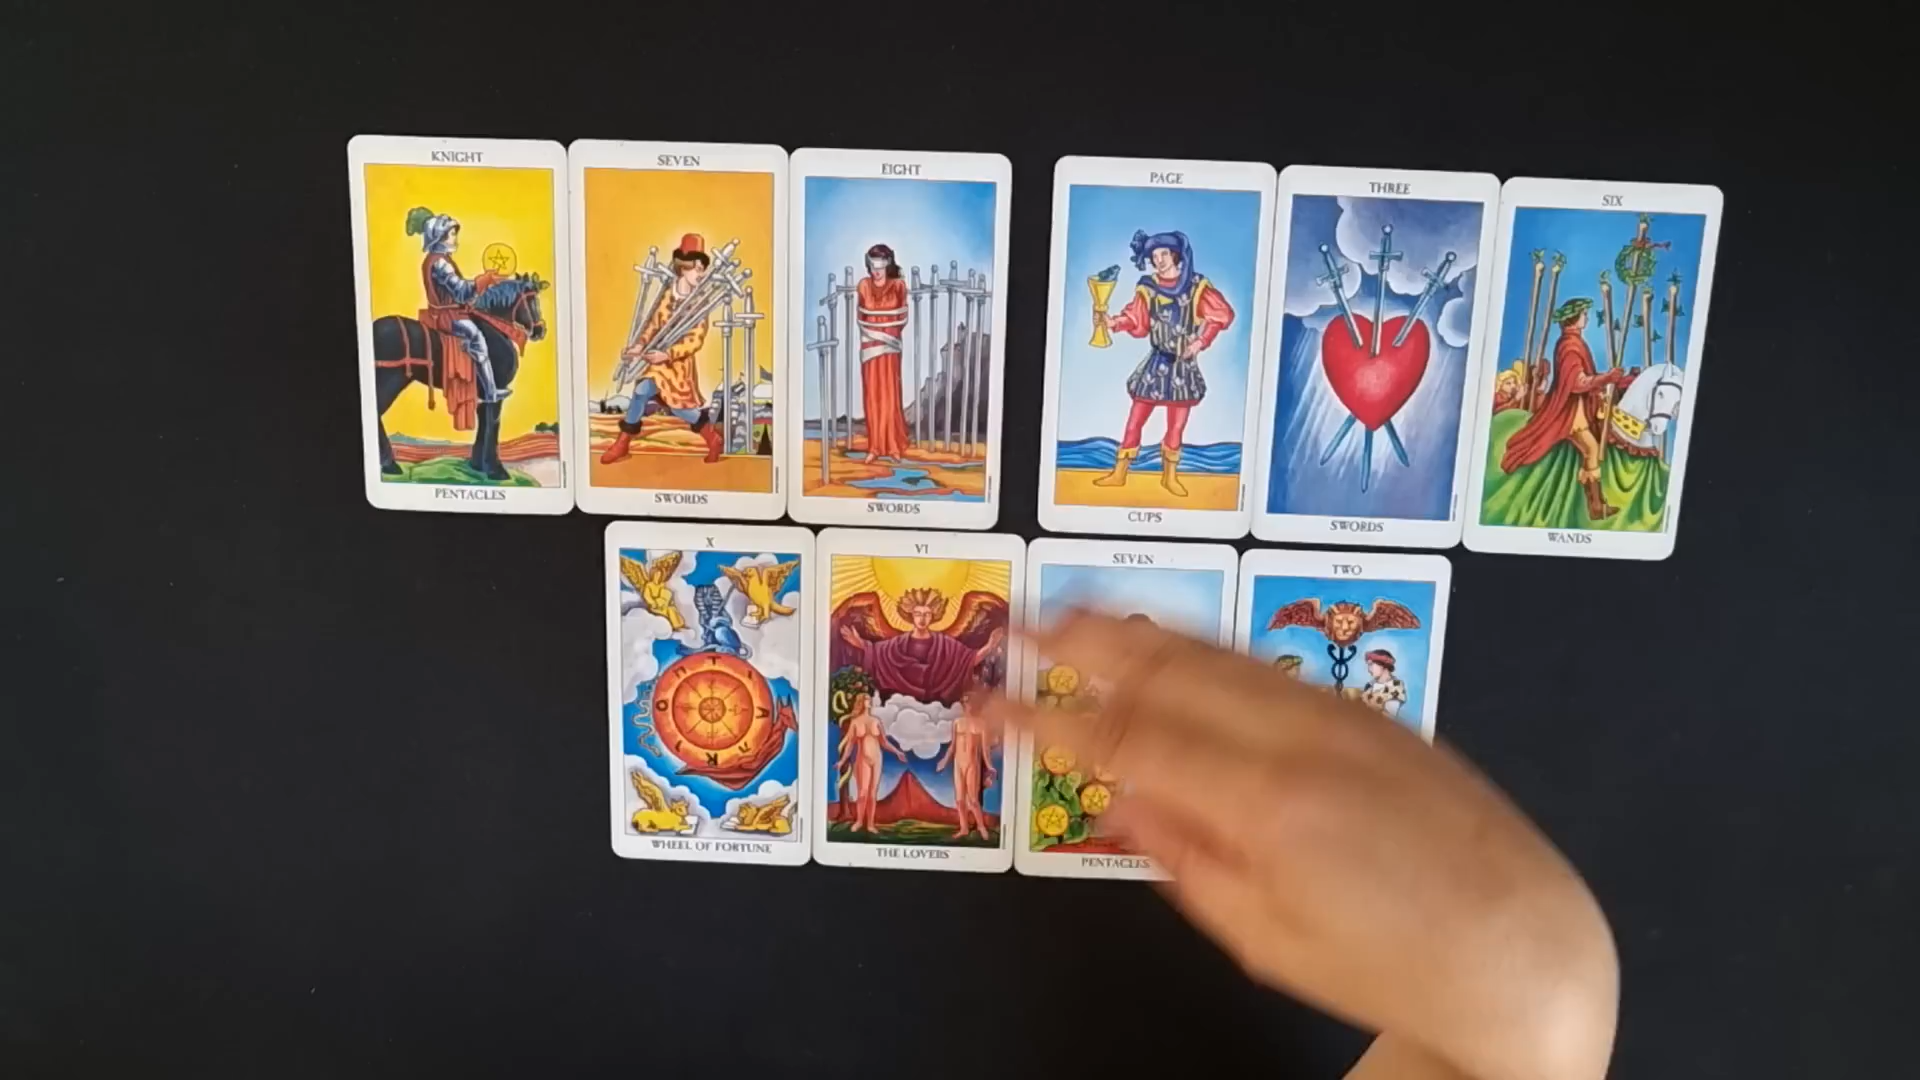 KNIGHT
PENTACLES
SEVEN
SWORDS
EIGHT
SWORDS
PAGE
CUPS
THREE
SWORDS
SIX
WANDS
X
WHEEL OF FORTUNE
VI
THE LOVERS
SEVEN
PENTACLES
TWO